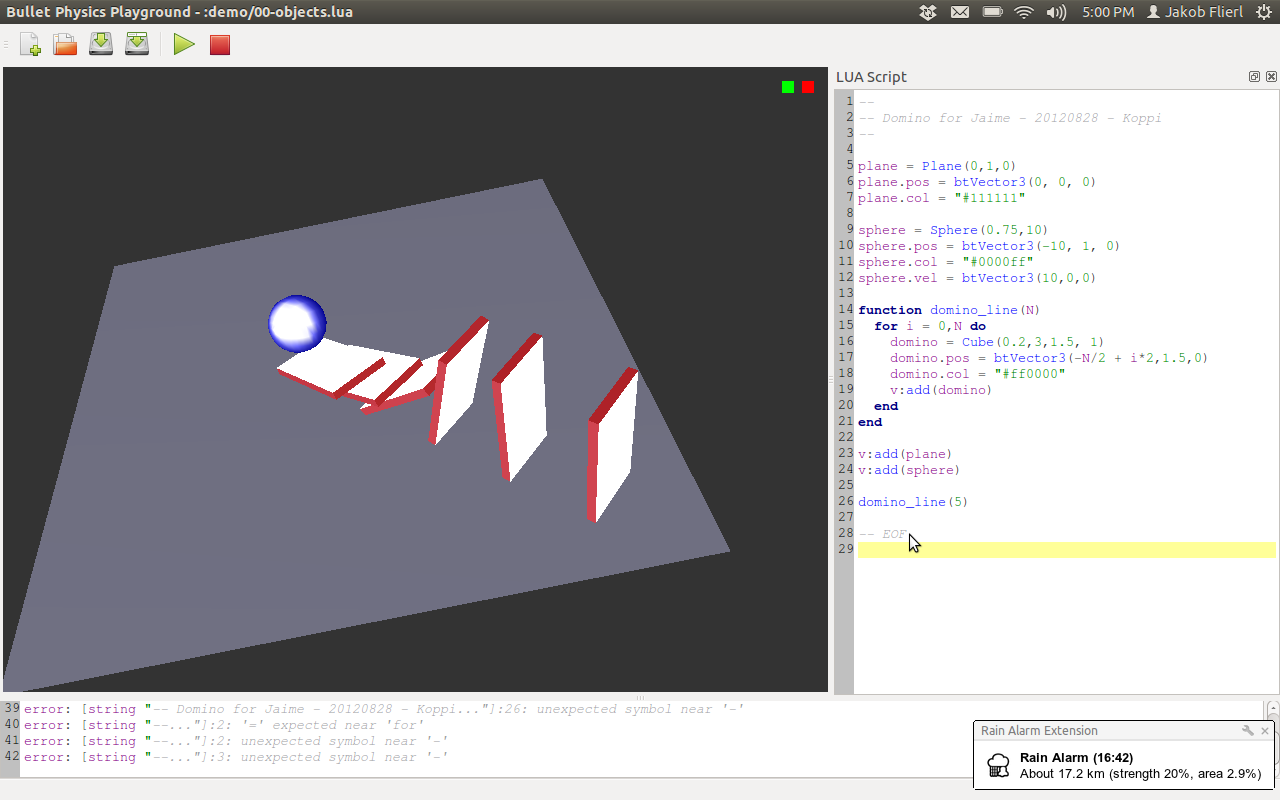 Bullet Physics Playground - :demo/00-objects.lua
5:00 PM Jakob Flierl
LUA Script
1 --
2 -- Domino for Jaime - 20120828 - Koppi
3 --
4
5 plane = Plane(0,1,0)
6 plane.pos = btVector3(0, 0, 0)
7 plane.col = "#111111"
8
9 sphere = Sphere(0.75,10)
10 sphere.pos = btVector3(-10, 1, 0)
11 sphere.col = "#0000ff"
12 sphere.vel = btVector3(10,0,0)
13
14 function domino_line(N)
15 for i = 0,N do
16 domino = Cube(0.2,3,1.5, 1)
17 domino.pos = btVector3(-N/2 + i*2,1.5,0)
18 domino.col = "#ff0000"
19 v:add(domino)
20 end
21 end
22
23 v:add(plane)
24 v:add(sphere)
25
26 domino_line(5)
27
28 -- EOF
29
39 error: [string "-- Domino for Jaime - 20120828 - Koppi..."]:26: unexpected symbol near '-'
40 error: [string "--..."]:2: '=' expected near 'for'
41 error: [string "--..."]:2: unexpected symbol near '-'
42 error: [string "--..."]:3: unexpected symbol near '-'
Rain Alarm Extension
Rain Alarm (16:42)
About 17.2 km (strength 20%, area 2.9%)